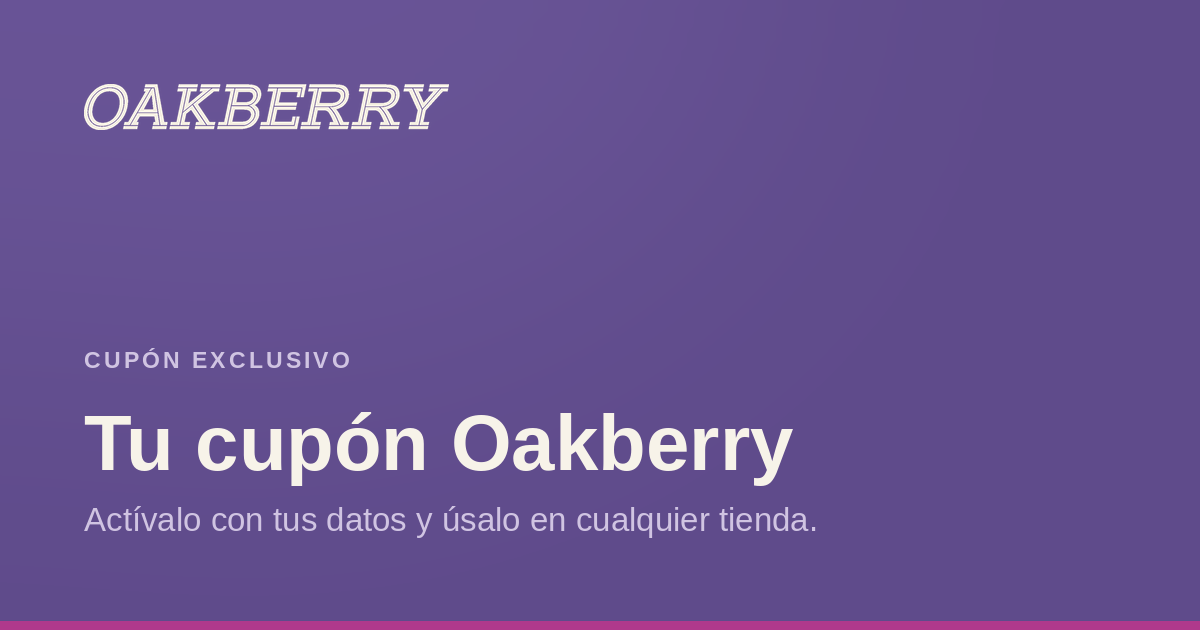 OAKBERRY
CUPÓN EXCLUSIVO
Tu cupón Oakberry
Actívalo con tus datos y úsalo en cualquier tienda.